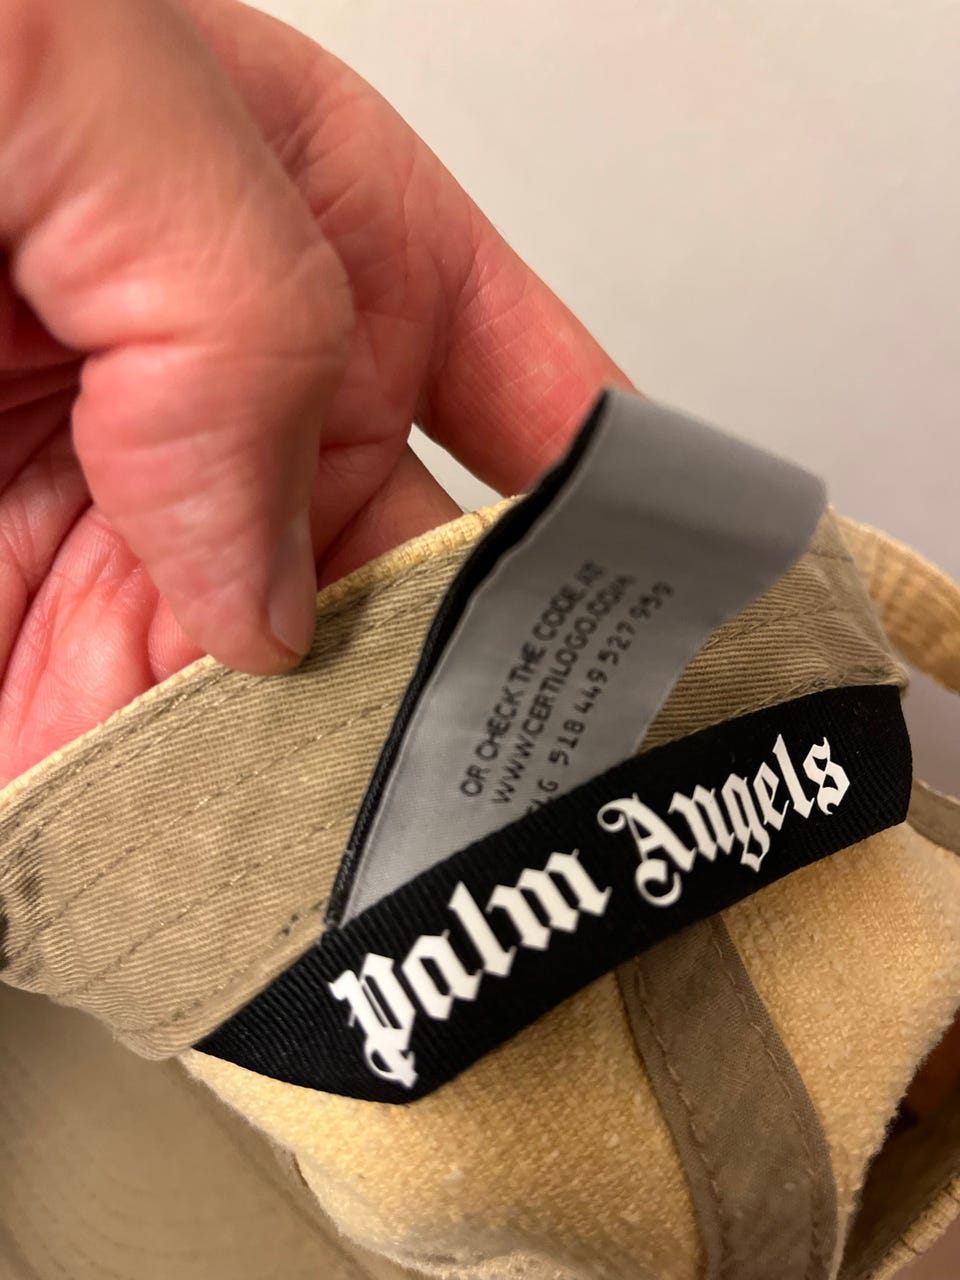 OR CHECK THE CODE AT
WWW.CERTILOGO.COM
518 449 527 959
Palm Angels